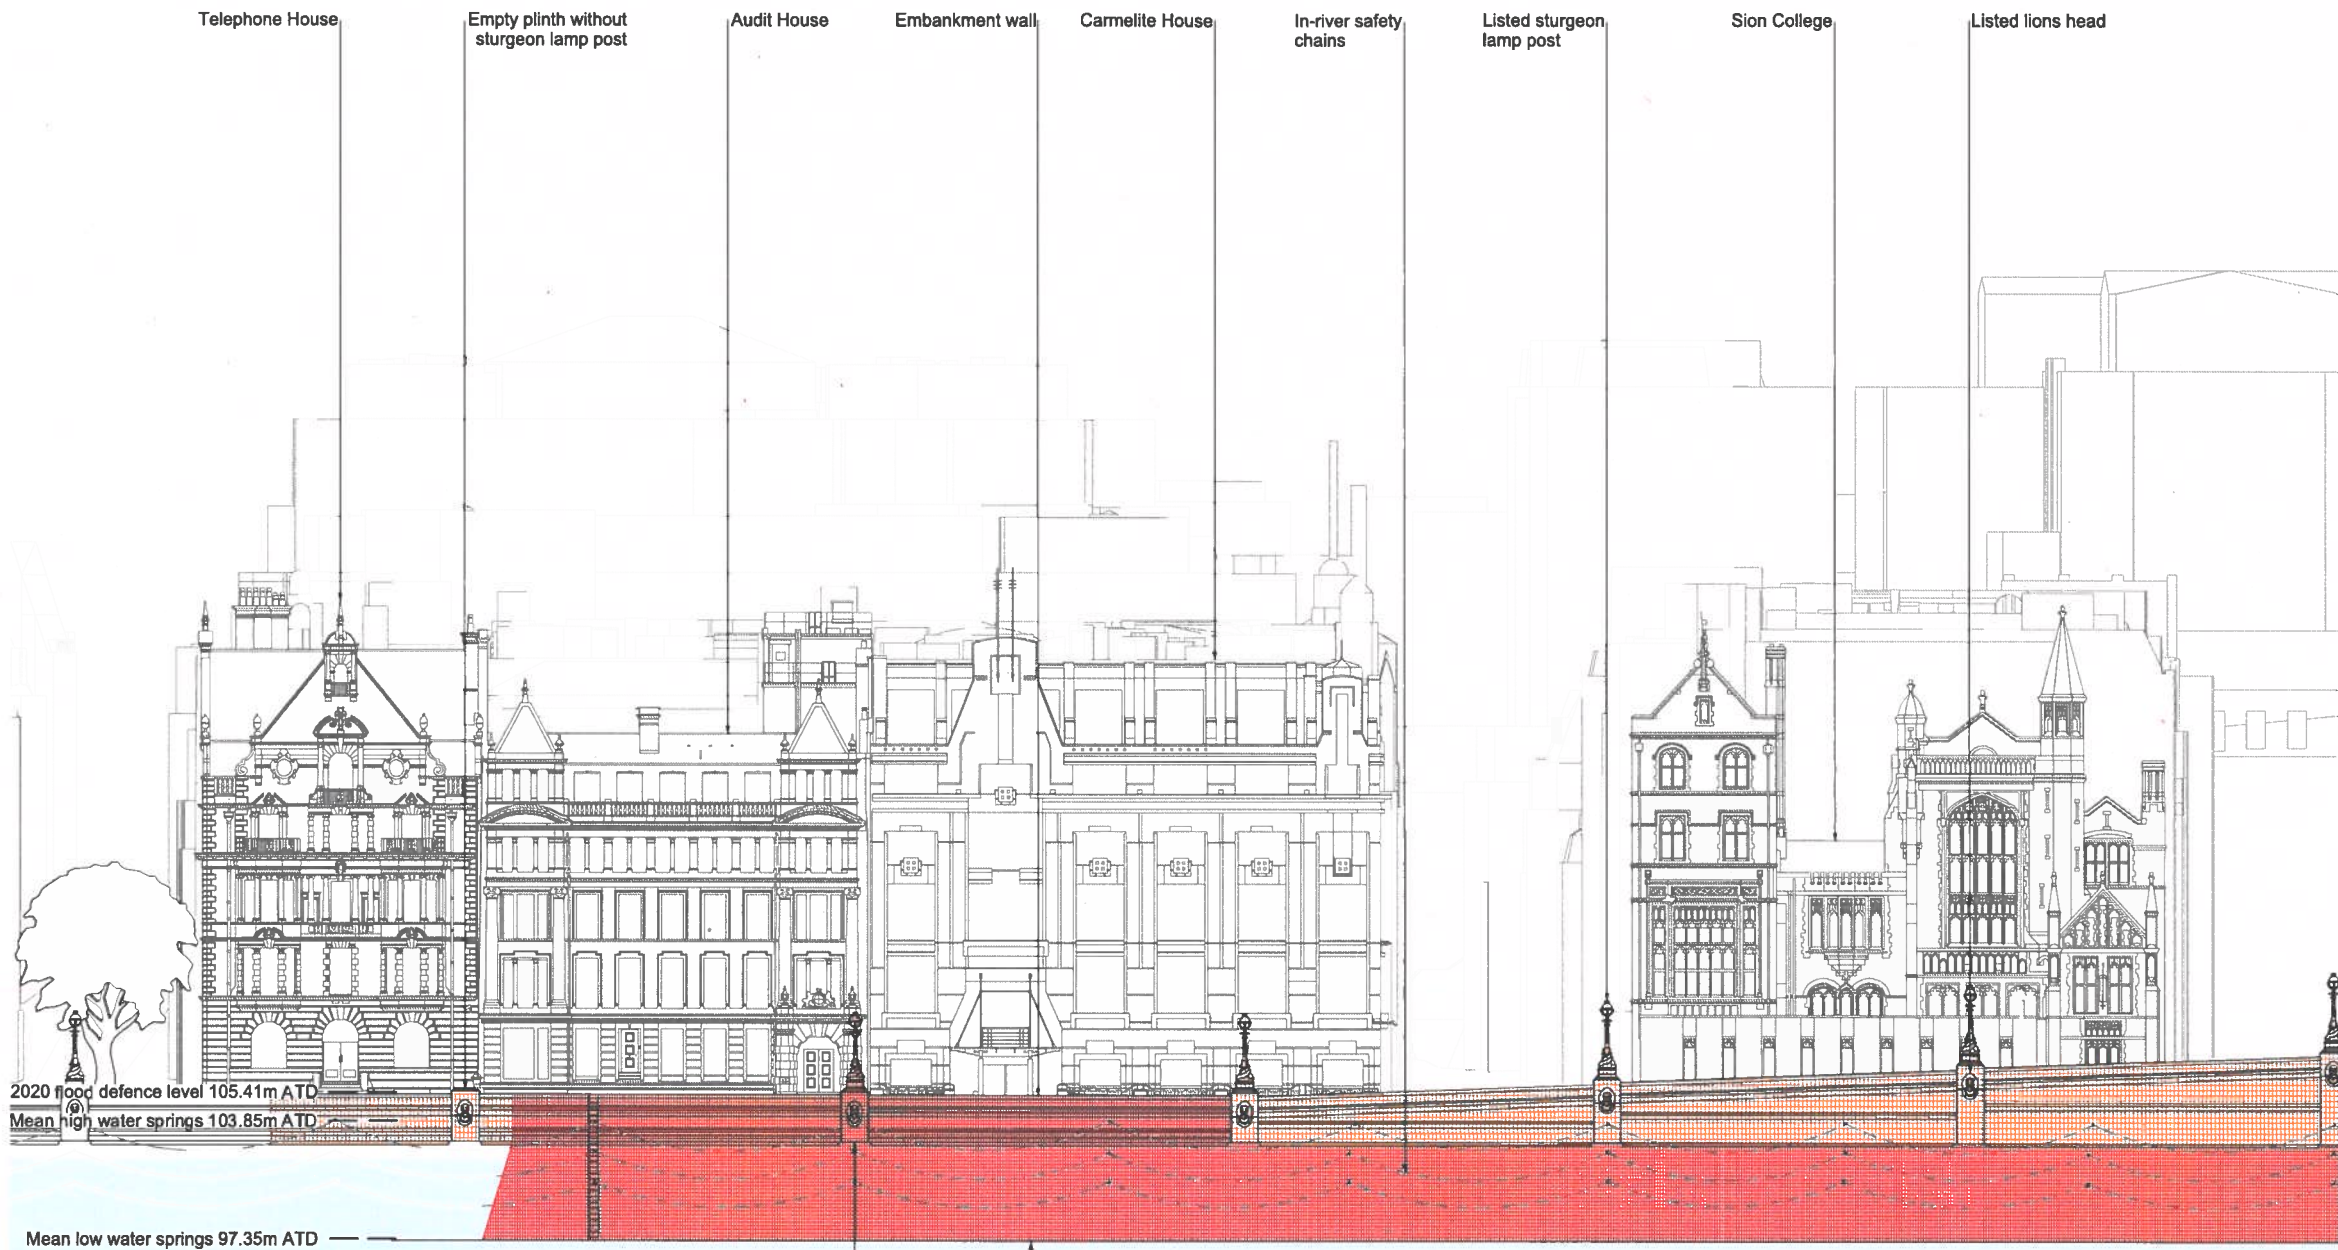 Telephone House
Empty plinth without
sturgeon lamp post
Audit House
Embankment wall
Carmelite House
In-river safety
chains
Listed sturgeon
lamp post
Sion College
Listed lions head
2020 flood defence level 105.41m ATD
Mean high water springs 103.85m ATD
Mean low water springs 97.35m ATD